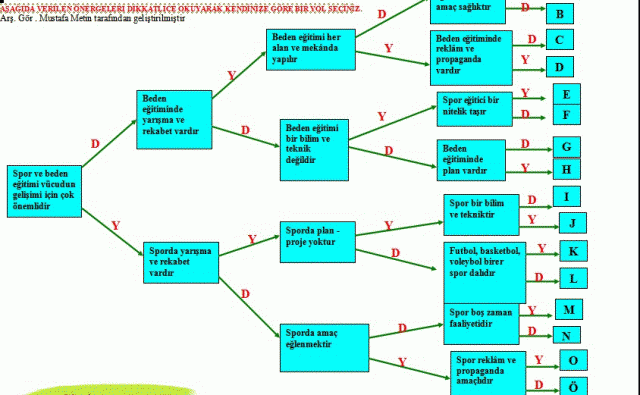 AŞAĞIDA VERİLEN ÖNERGELERİ DİKKATLİCE OKUYARAK KENDİNİZE GÖRE BİR YOL SEÇİNİZ.
Arş. Gör . Mustafa Metin tarafından geliştirilmiştir
amaç sağlıktır
D
B
D
Beden eğitimi her
alan ve mekânda
yapılır
Y
Beden eğitiminde
reklâm ve
propaganda
vardır
D
C
Y
D
Y
Beden
eğitiminde
yarışma ve
rekabet vardır
D
Beden eğitimi
bir bilim ve
teknik
değildir
Y
Spor eğitici bir
nitelik taşır
Y
E
D
F
D
Beden
eğitiminde
plan vardır
D
G
Y
H
D
Spor ve beden
eğitimi vücudun
gelişimi için çok
önemlidir
Y
Sporda yarışma
ve rekabet
vardır
Y
Sporda plan -
proje yoktur
Y
Spor bir bilim
ve tekniktir
D
I
Y
J
D
Futbol, basketbol,
voleybol birer
spor dalıdır
Y
K
D
L
D
Sporda amaç
eğlenmektir
D
Spor boş zaman
faaliyetidir
Y
M
D
N
Y
Spor reklâm ve
propaganda
amaçlıdır
Y
O
D
Ö